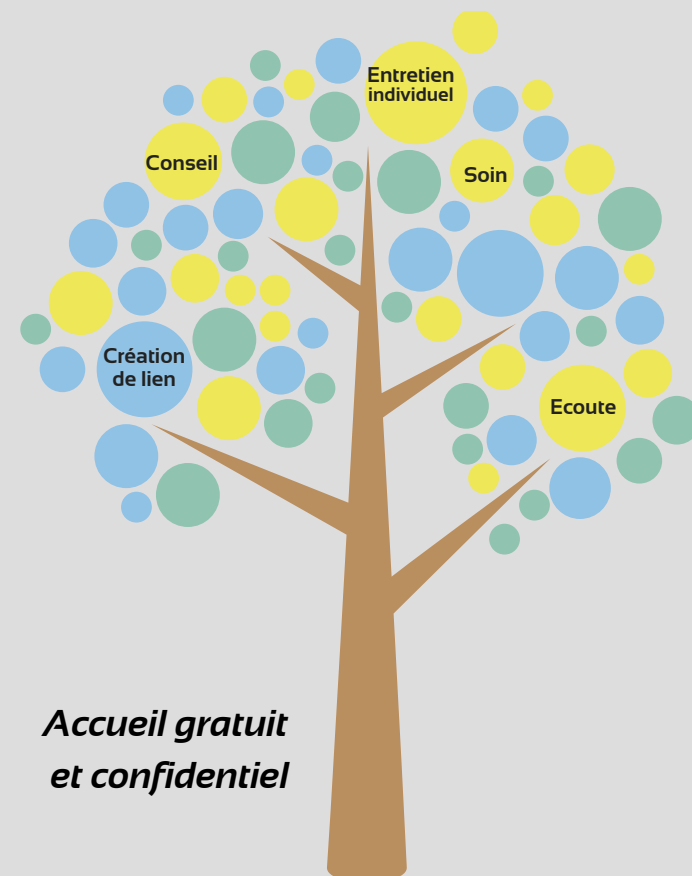 Entretien
individuel
Conseil
Soin
Création
de lien
Ecoute
Accueil gratuit
et confidentiel